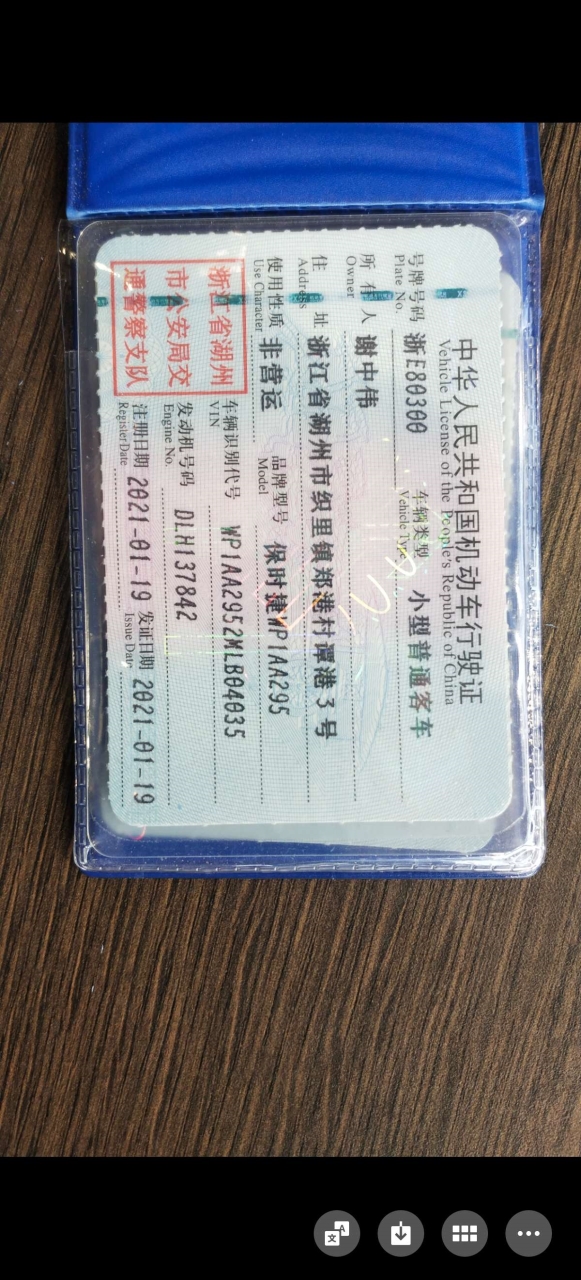 中华人民共和国机动车行驶证
Vehicle License of the People's Republic of China
号牌号码 浙E80300 车辆类型 小型普通客车
Plate No. Vehicle Type
所有人 谢中伟
Owner
住址 浙江省湖州市织里镇郑港村潭港3号
Address
使用性质 非营运 品牌型号 保时捷WP1AA295
Use Character Model
浙江省湖州
市公安局交
通警察支队
车辆识别代号 WP1AA2952MLB04035
VIN
发动机号码 DLH137842
Engine No.
注册日期 2021-01-19 发证日期 2021-01-19
Register Date Issue Date